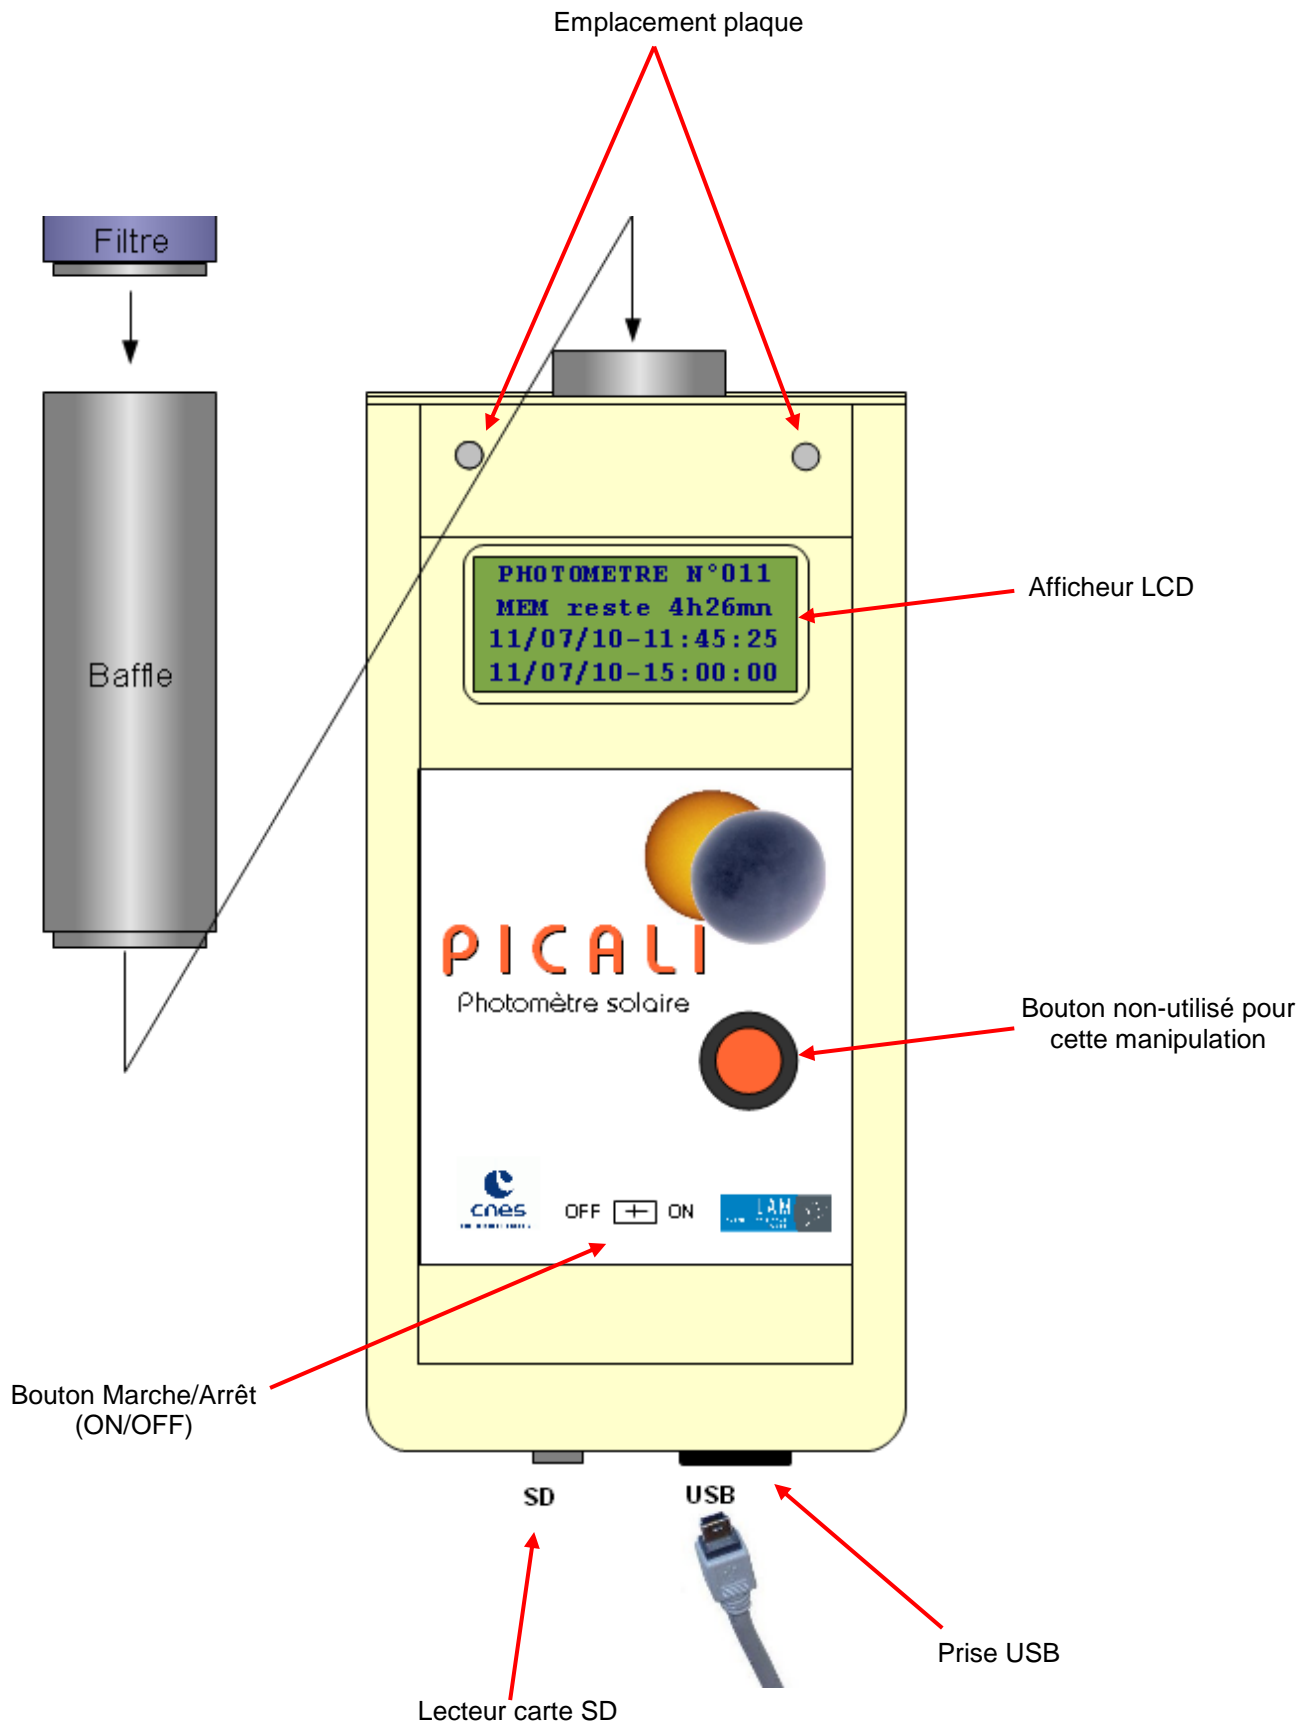 Emplacement plaque
Filtre
PHOTOMETRE N°011
MEM reste 4h26mn
11/07/10-11:45:25
11/07/10-15:00:00
Afficheur LCD
Baffle
PICALI
Photomètre solaire
Bouton non-utilisé pour
cette manipulation
cnes
OFF
ON
LAM
Bouton Marche/Arrêt
(ON/OFF)
SD
USB
Prise USB
Lecteur carte SD